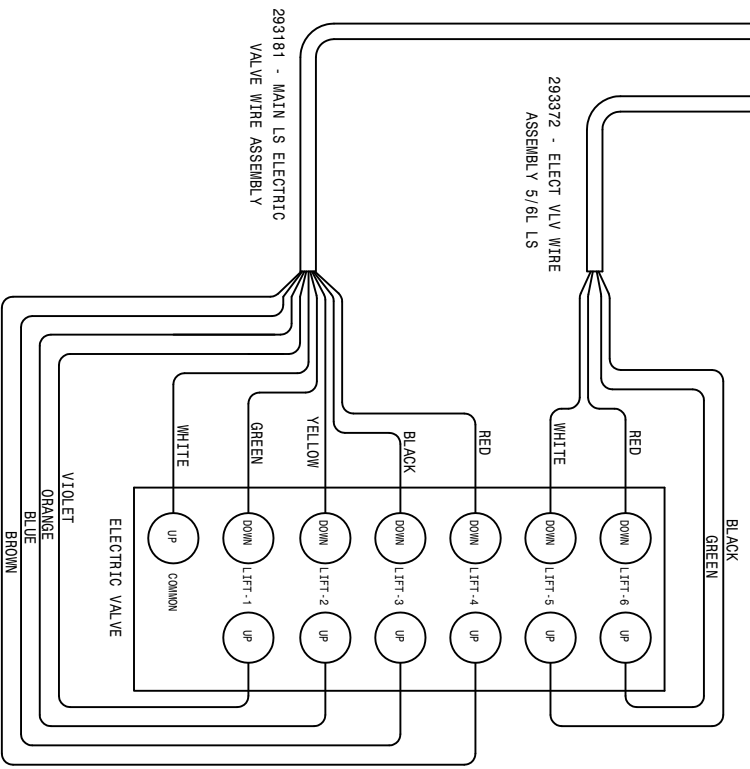 293181 - MAIN LS ELECTRIC
VALVE WIRE ASSEMBLY
293372 - ELECT VLV WIRE
ASSEMBLY 5/6L LS
WHITE
GREEN
YELLOW
BLACK
RED
WHITE
RED
BLACK
GREEN
VIOLET
ORANGE
BLUE
BROWN
ELECTRIC VALVE
UP
COMMON
DOWN
LIFT-1
UP
DOWN
LIFT-2
UP
DOWN
LIFT-3
UP
DOWN
LIFT-4
UP
DOWN
LIFT-5
UP
DOWN
LIFT-6
UP